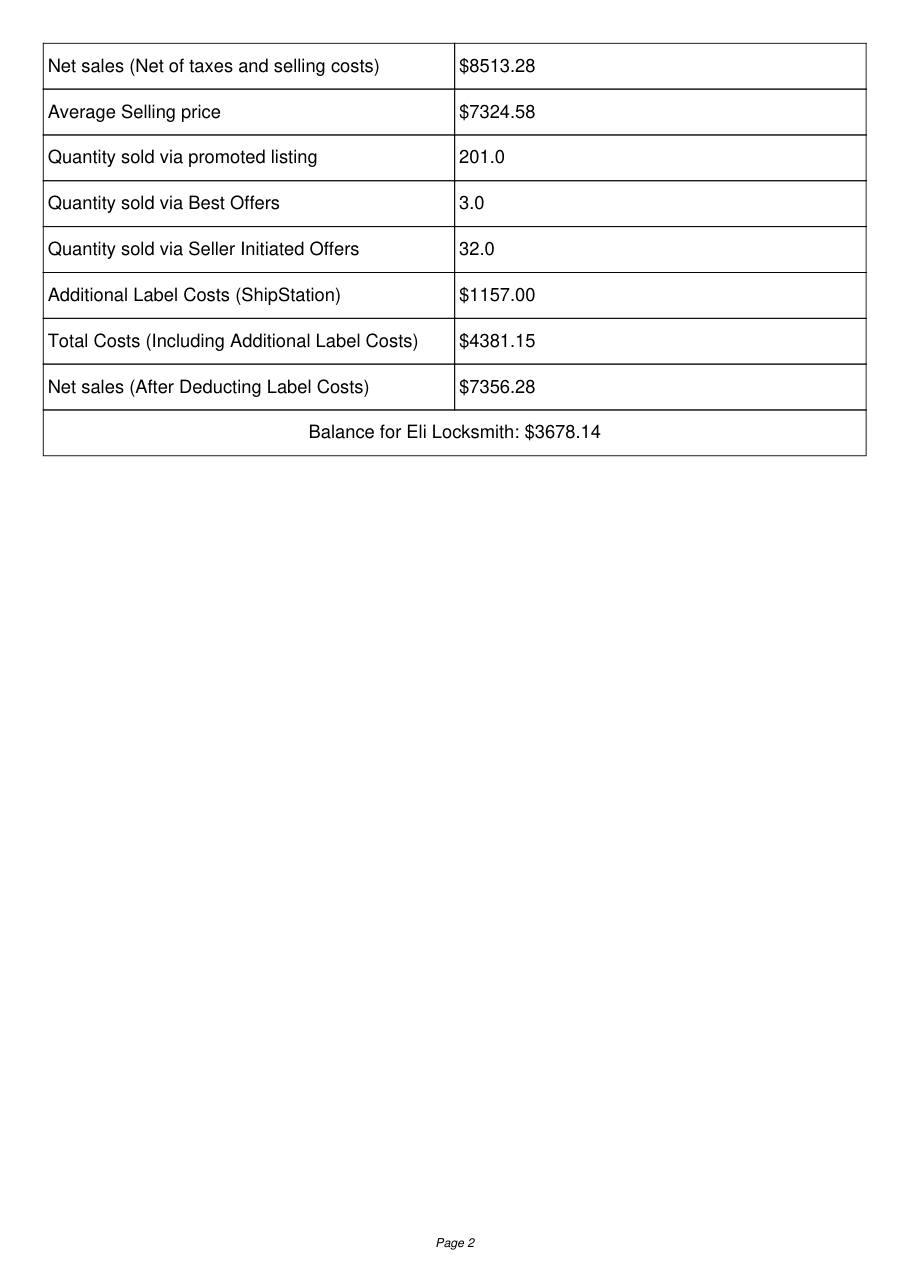 Net sales (Net of taxes and selling costs) $8513.28
Average Selling price $7324.58
Quantity sold via promoted listing 201.0
Quantity sold via Best Offers 3.0
Quantity sold via Seller Initiated Offers 32.0
Additional Label Costs (ShipStation) $1157.00
Total Costs (Including Additional Label Costs) $4381.15
Net sales (After Deducting Label Costs) $7356.28
Balance for Eli Locksmith: $3678.14
Page 2